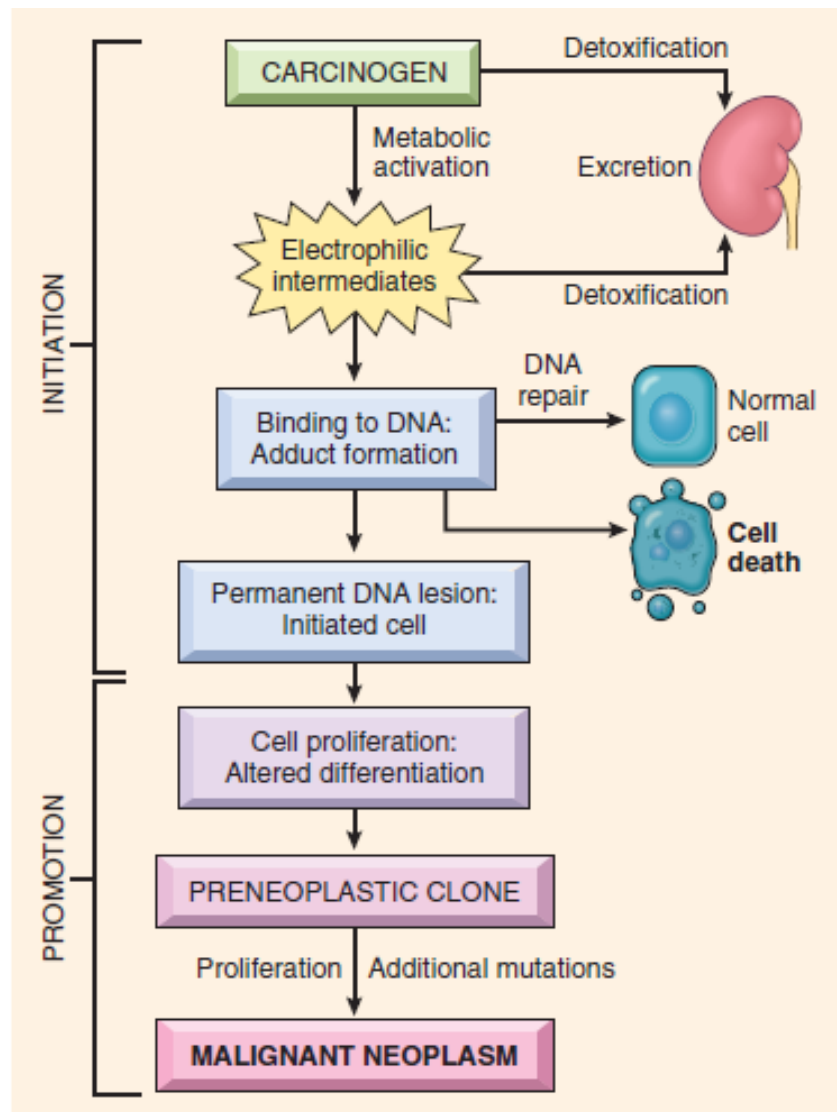 CARCINOGEN
Detoxification
Metabolic
activation
Excretion
Electrophilic
intermediates
Detoxification
INITIATION
Binding to DNA:
Adduct formation
DNA
repair
Normal
cell
Cell
death
Permanent DNA lesion:
Initiated cell
PROMOTION
Cell proliferation:
Altered differentiation
PRENEOPLASTIC CLONE
Proliferation
Additional mutations
MALIGNANT NEOPLASM